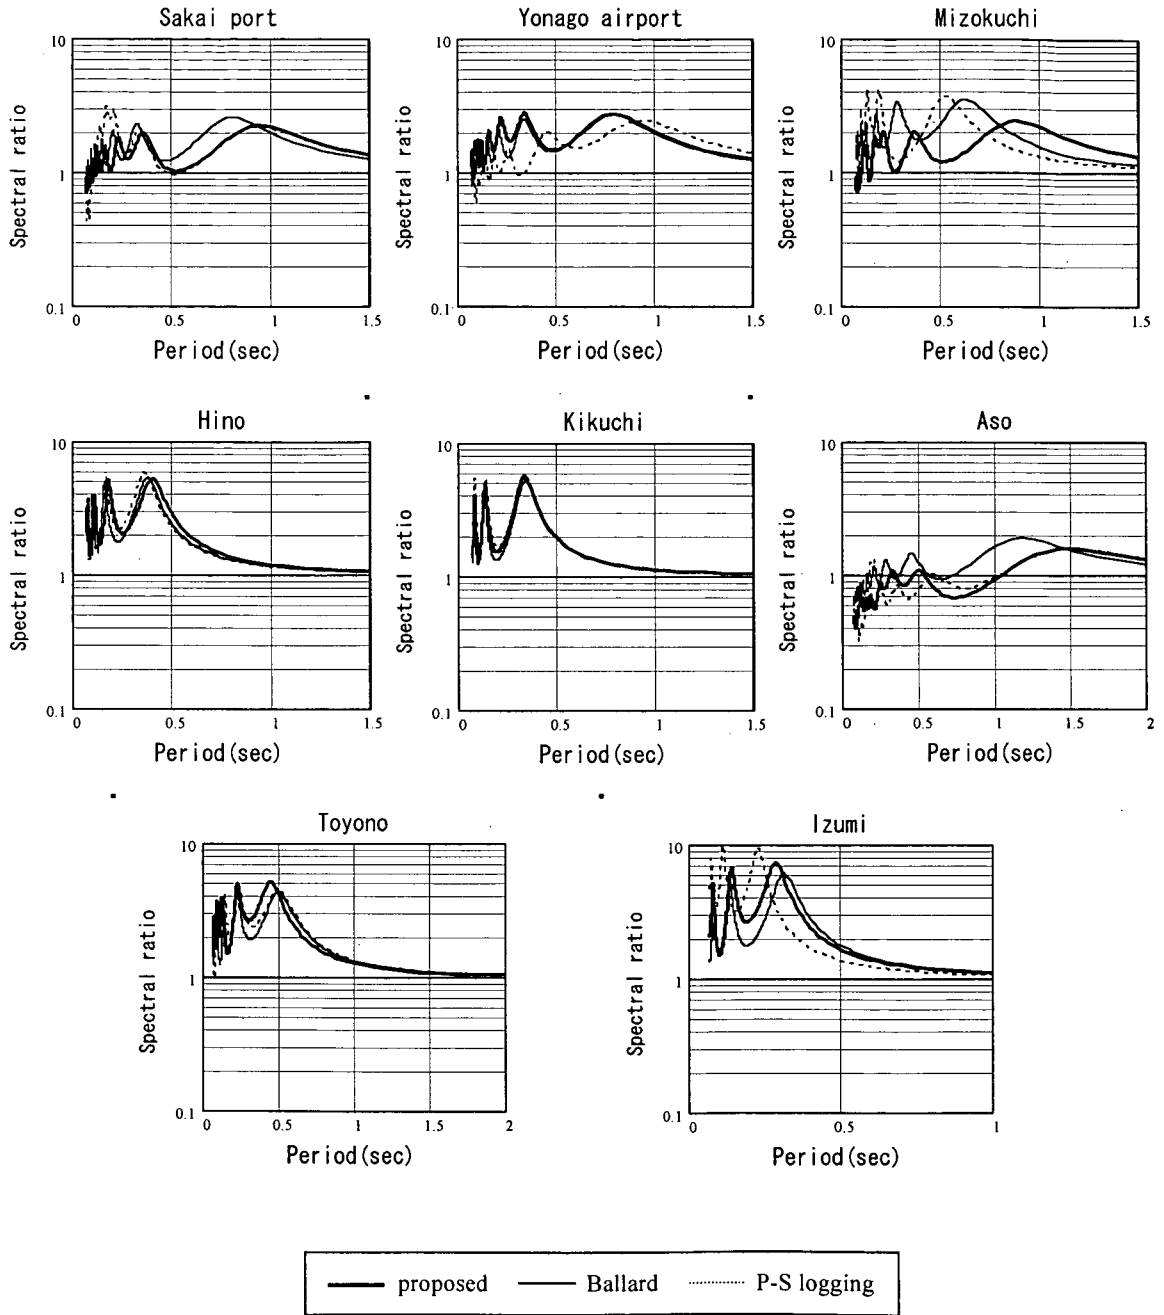 Sakai port
Yonago airport
Mizokuchi
10
1
0.1
Spectral ratio
0
0.5
1
1.5
Period(sec)
10
1
0.1
Spectral ratio
0
0.5
1
1.5
Period(sec)
10
1
0.1
Spectral ratio
0
0.5
1
1.5
Period(sec)
Hino
Kikuchi
Aso
10
1
0.1
Spectral ratio
0
0.5
1
1.5
Period(sec)
10
1
0.1
Spectral ratio
0
0.5
1
1.5
Period(sec)
10
1
0.1
Spectral ratio
0
0.5
1
1.5
2
Period(sec)
Toyono
Izumi
10
1
0.1
Spectral ratio
0
0.5
1
1.5
2
Period(sec)
10
1
0.1
Spectral ratio
0
0.5
1
Period(sec)
proposed Ballard P-S logging